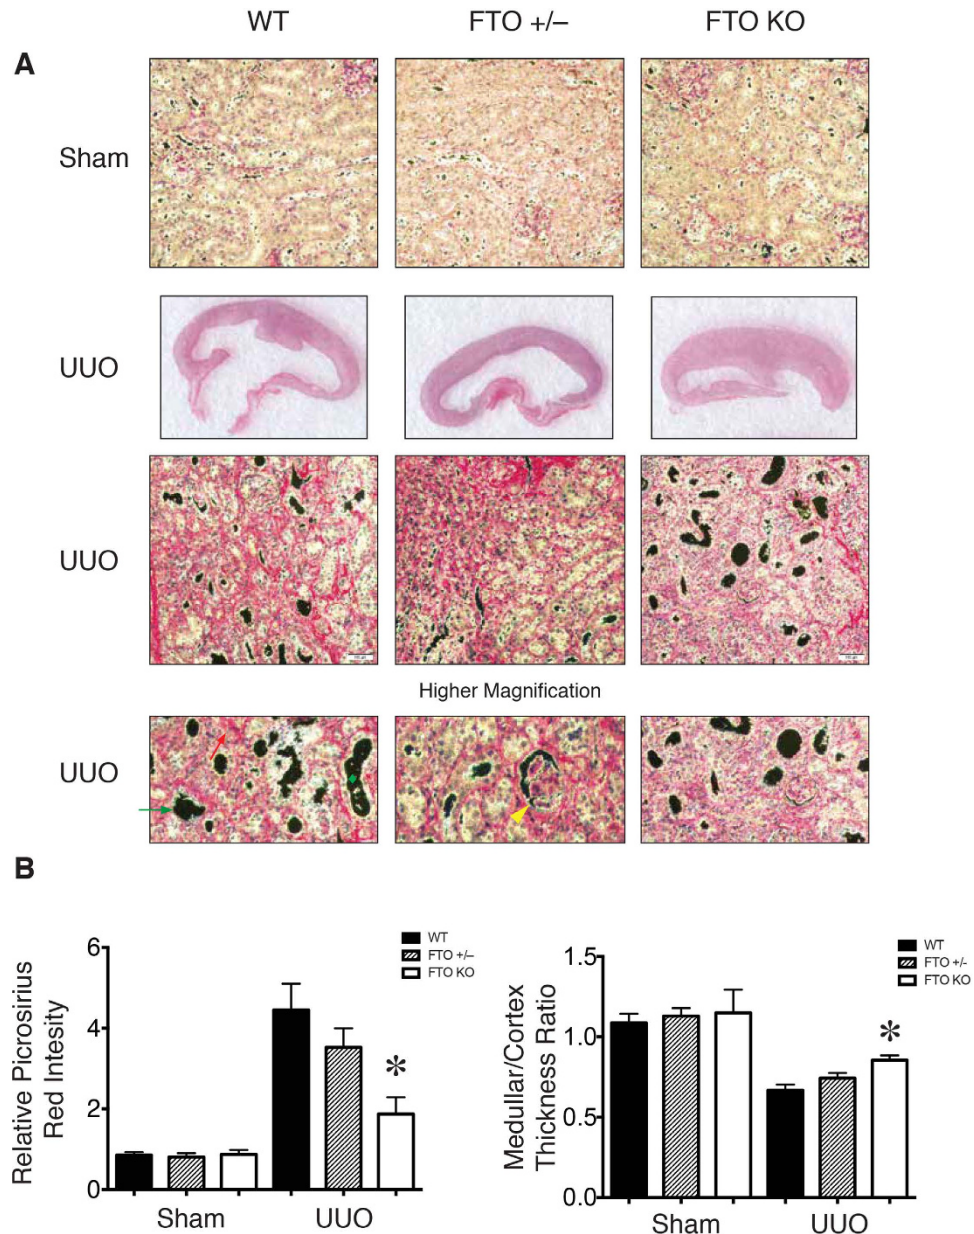 WT FTO +/– FTO KO
A
Sham
UUO
UUO
Higher Magnification
UUO
B
Relative Picrosirius
Red Intesity
6
4
2
0
Sham UUO
WT
FTO +/–
FTO KO
*
Medullar/Cortex
Thickness Ratio
1.5
1.0
0.5
0.0
Sham UUO
WT
FTO +/-
FTO KO
*